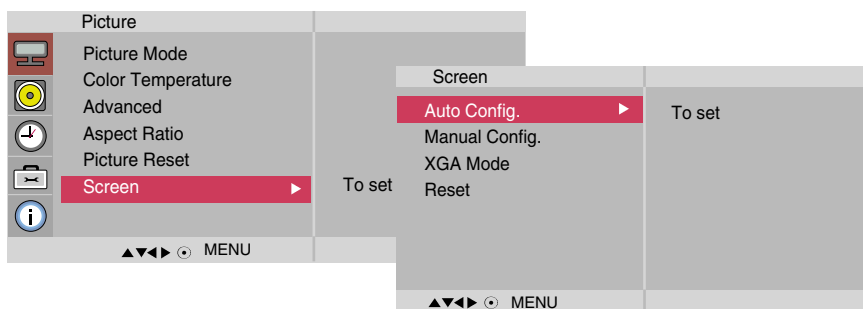 Picture
Picture Mode
Color Temperature
Advanced
Aspect Ratio
Picture Reset
Screen ▶ To set
▲▼◀▶ ⊙ MENU
Screen
Auto Config. ▶ To set
Manual Config.
XGA Mode
Reset
▲▼◀▶ ⊙ MENU